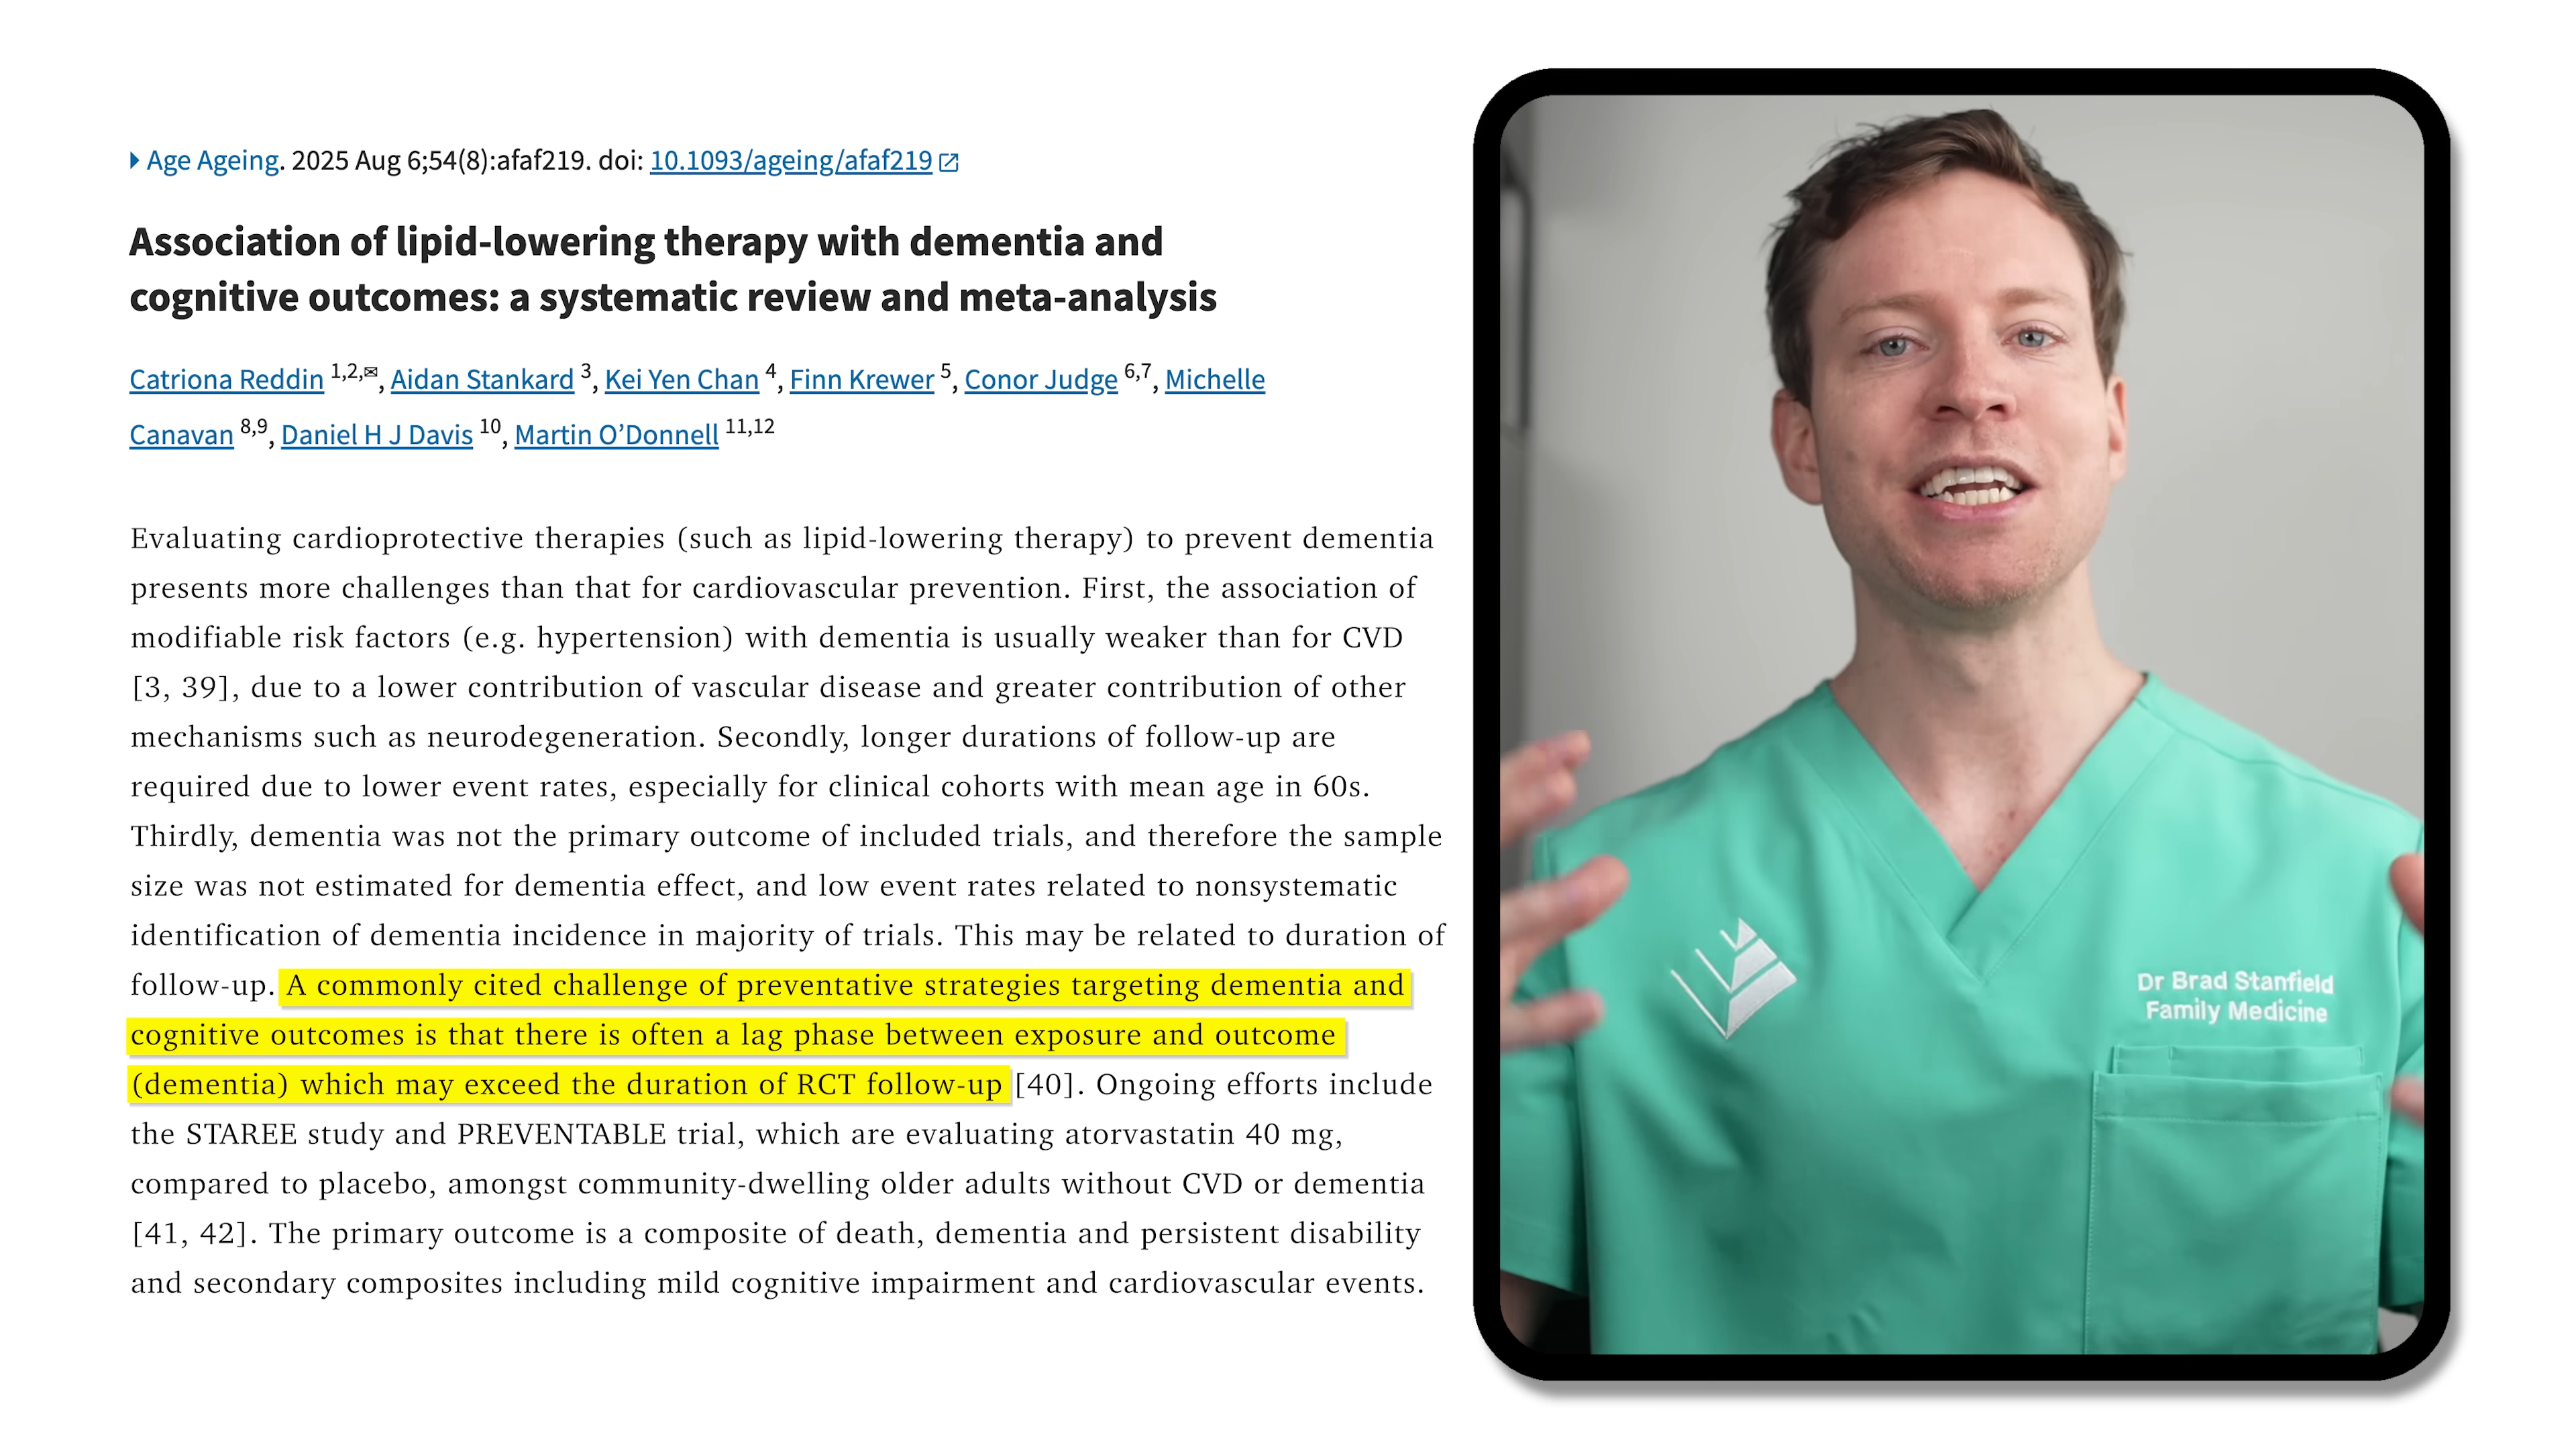 Age Ageing. 2025 Aug 6;54(8):afaf219. doi: 10.1093/ageing/afaf219
Association of lipid-lowering therapy with dementia and
cognitive outcomes: a systematic review and meta-analysis
Catriona Reddin 1,2,✉, Aidan Stankard 3, Kei Yen Chan 4, Finn Krewer 5, Conor Judge 6,7, Michelle
Canavan 8,9, Daniel H J Davis 10, Martin O’Donnell 11,12
Evaluating cardioprotective therapies (such as lipid-lowering therapy) to prevent dementia
presents more challenges than that for cardiovascular prevention. First, the association of
modifiable risk factors (e.g. hypertension) with dementia is usually weaker than for CVD
[3, 39], due to a lower contribution of vascular disease and greater contribution of other
mechanisms such as neurodegeneration. Secondly, longer durations of follow-up are
required due to lower event rates, especially for clinical cohorts with mean age in 60s.
Thirdly, dementia was not the primary outcome of included trials, and therefore the sample
size was not estimated for dementia effect, and low event rates related to nonsystematic
identification of dementia incidence in majority of trials. This may be related to duration of
follow-up. A commonly cited challenge of preventative strategies targeting dementia and
cognitive outcomes is that there is often a lag phase between exposure and outcome
(dementia) which may exceed the duration of RCT follow-up [40]. Ongoing efforts include
the STAREE study and PREVENTABLE trial, which are evaluating atorvastatin 40 mg,
compared to placebo, amongst community-dwelling older adults without CVD or dementia
[41, 42]. The primary outcome is a composite of death, dementia and persistent disability
and secondary composites including mild cognitive impairment and cardiovascular events.
Dr Brad Stanfield
Family Medicine